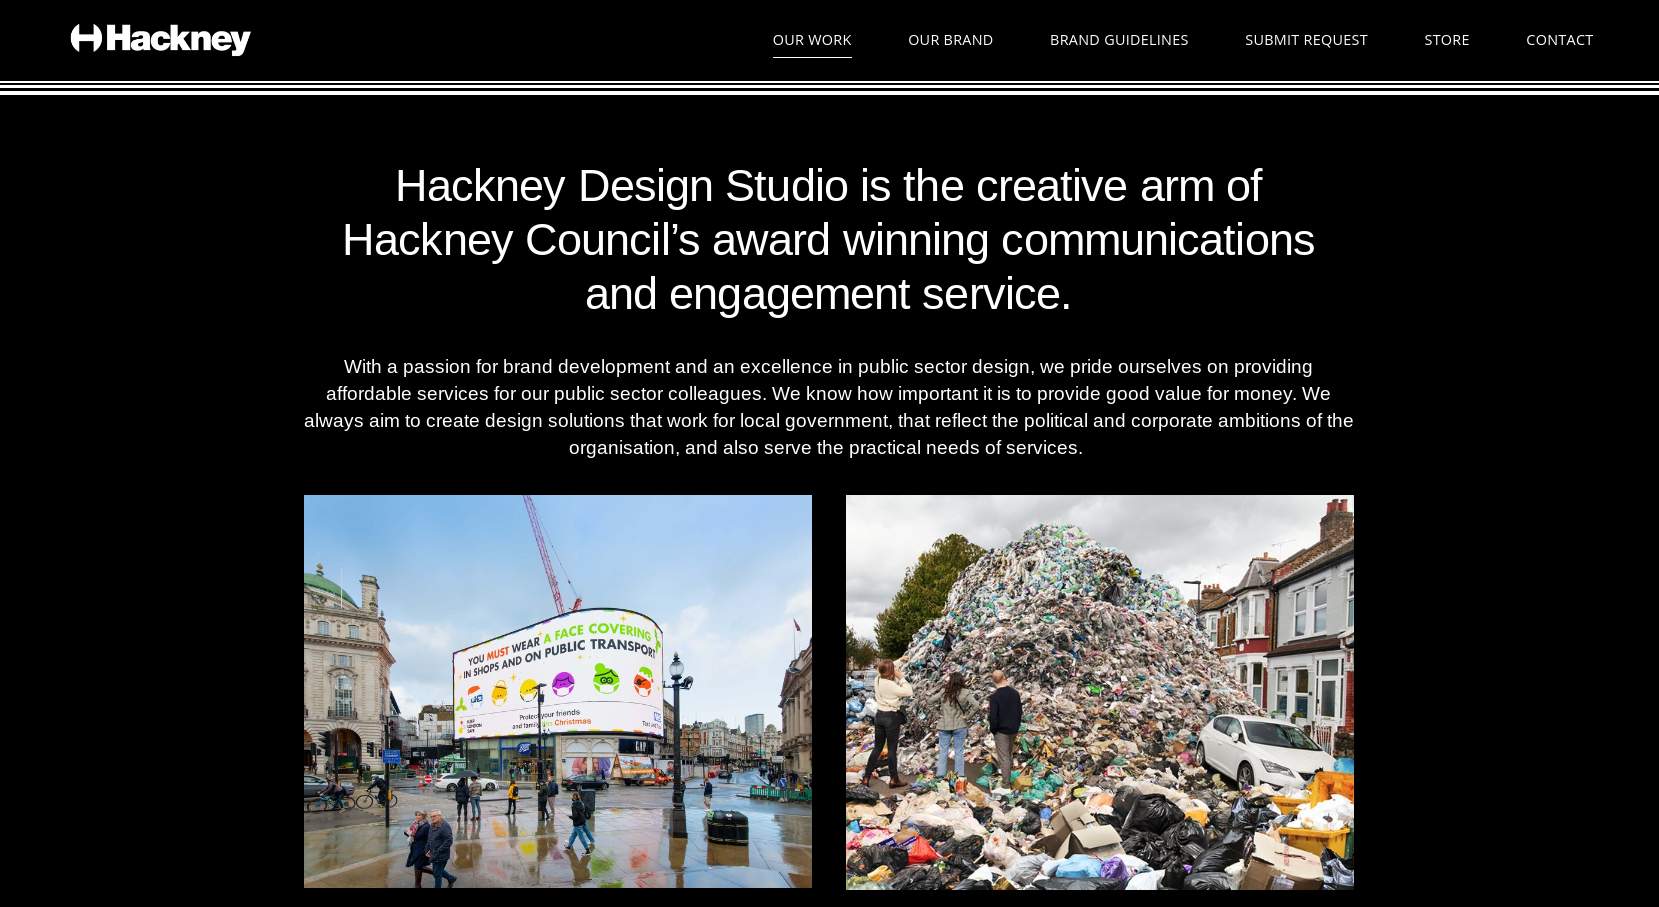 Hackney
OUR WORK
OUR BRAND
BRAND GUIDELINES
SUBMIT REQUEST
STORE
CONTACT
Hackney Design Studio is the creative arm of
Hackney Council’s award winning communications
and engagement service.
With a passion for brand development and an excellence in public sector design, we pride ourselves on providing
affordable services for our public sector colleagues. We know how important it is to provide good value for money. We
always aim to create design solutions that work for local government, that reflect the political and corporate ambitions of the
organisation, and also serve the practical needs of services.
YOU MUST WEAR A FACE COVERING
IN SHOPS AND ON PUBLIC TRANSPORT
Protect your friends
and family this Christmas
KEEP
LONDON
SAFE
GAP